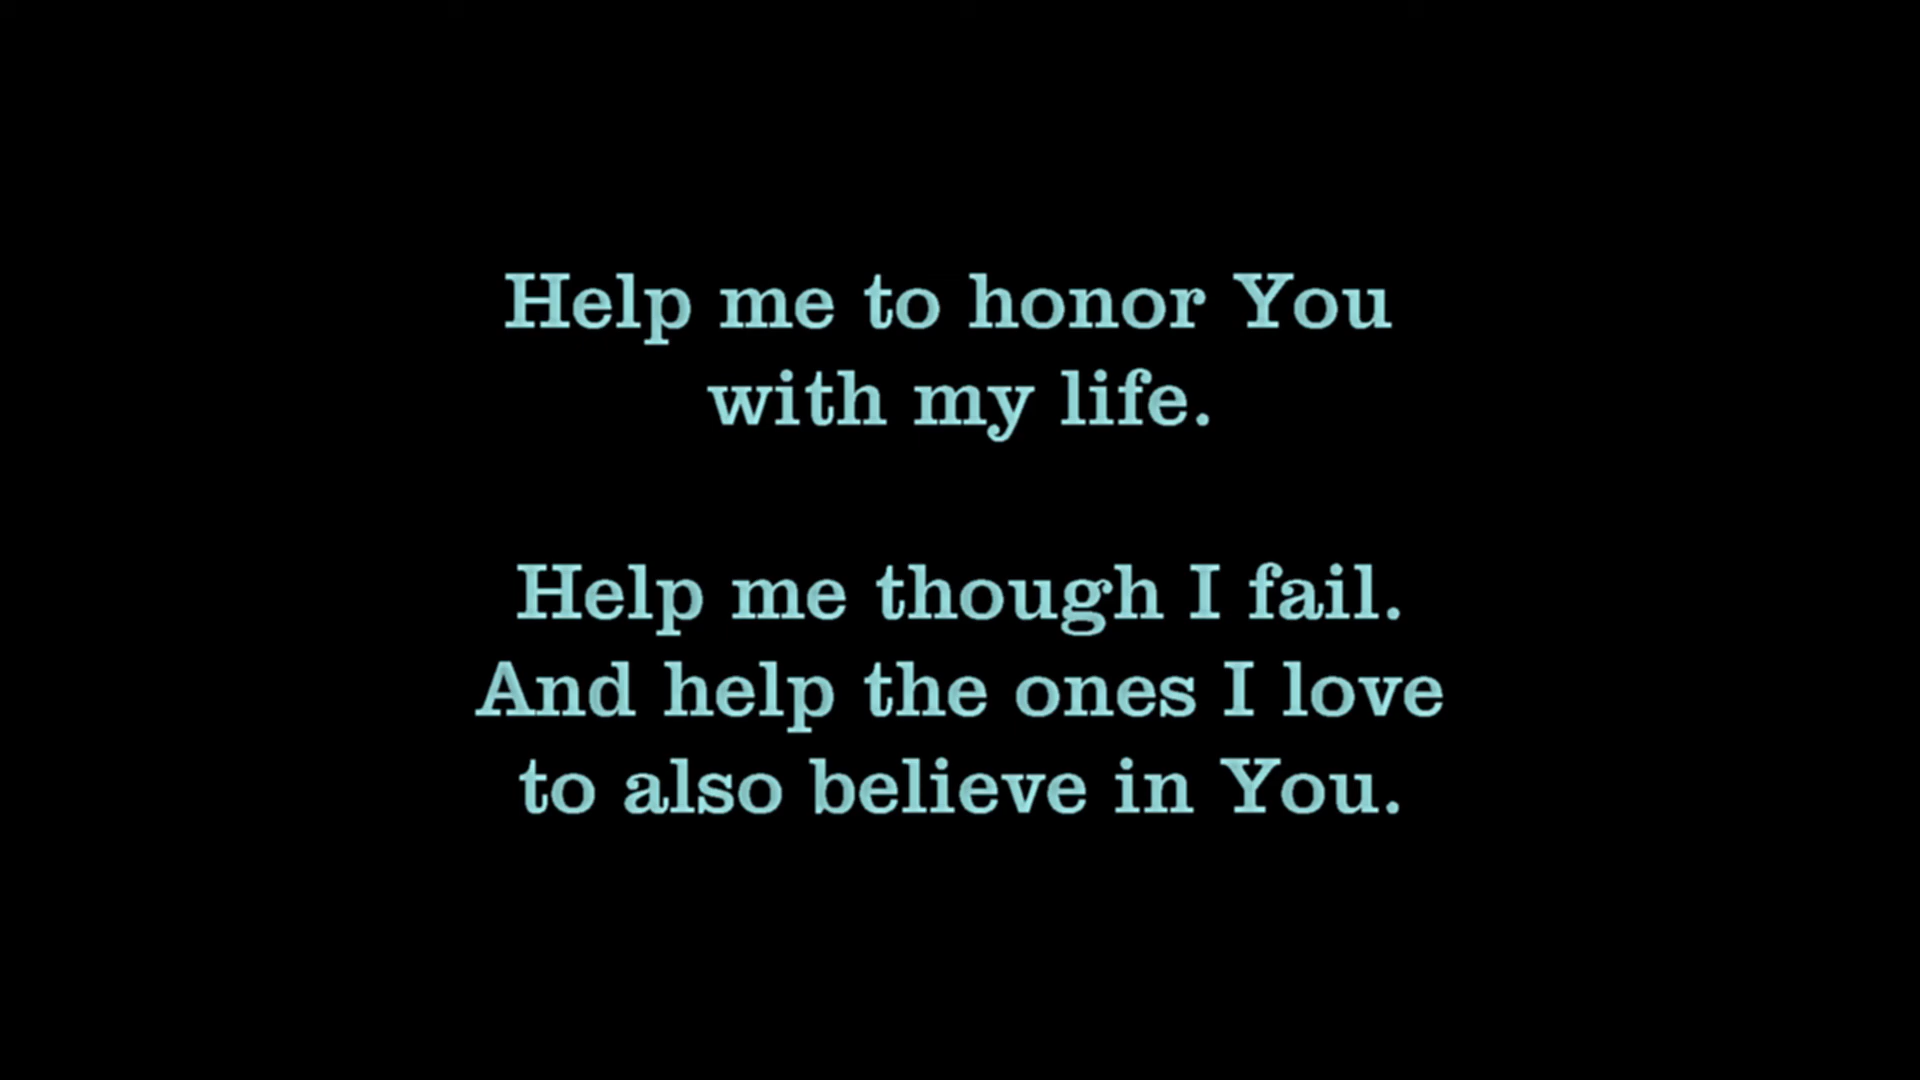 Help me to honor You
with my life.
Help me though I fail.
And help the ones I love
to also believe in You.